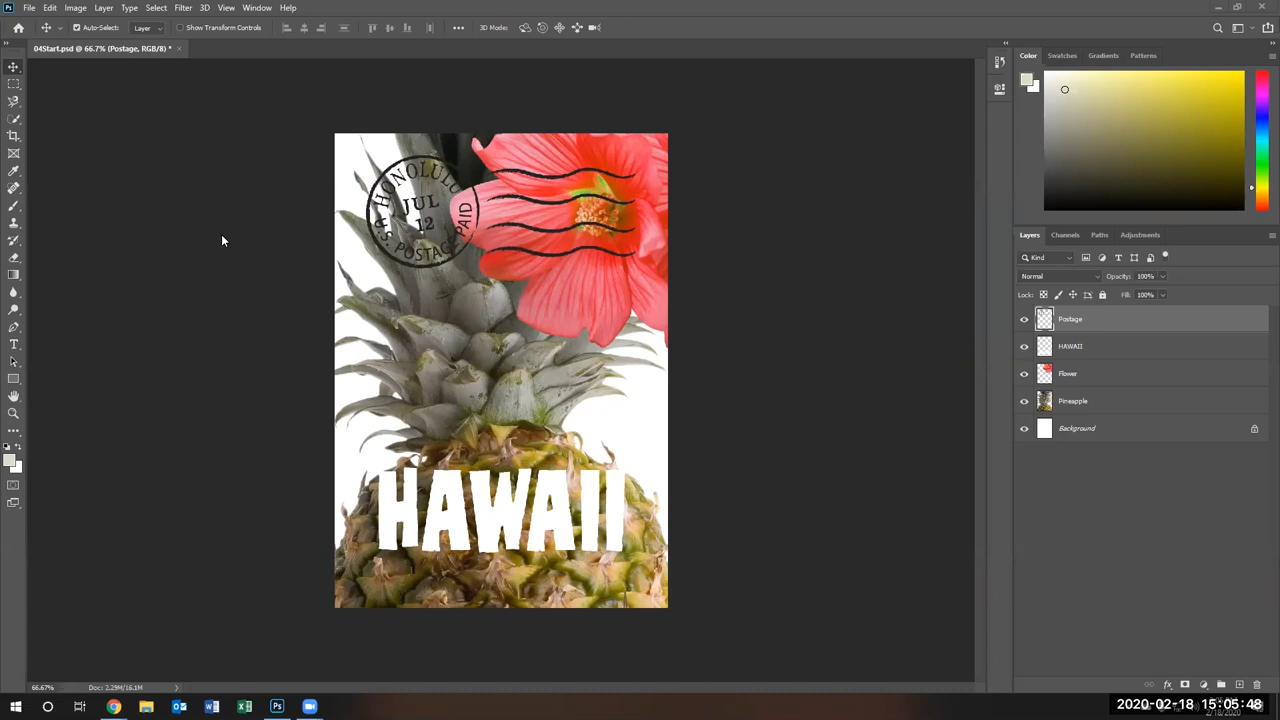 File Edit Image Layer Type Select Filter 3D View Window Help
Auto-Select: Layer Show Transform Controls 3D Mode:
04Start.psd @ 66.7% (Postage, RGB/8) *
Color Swatches Gradients Patterns
HONOLULU
JUL
12
U.S. POSTAGE PAID
HAWAII
Layers Channels Paths Adjustments
Kind
Normal Opacity: 100%
Lock: Fill: 100%
Postage
HAWAII
Flower
Pineapple
Background
66.67% Doc: 2.29M/16.1M
2020-02-18 15:05:48